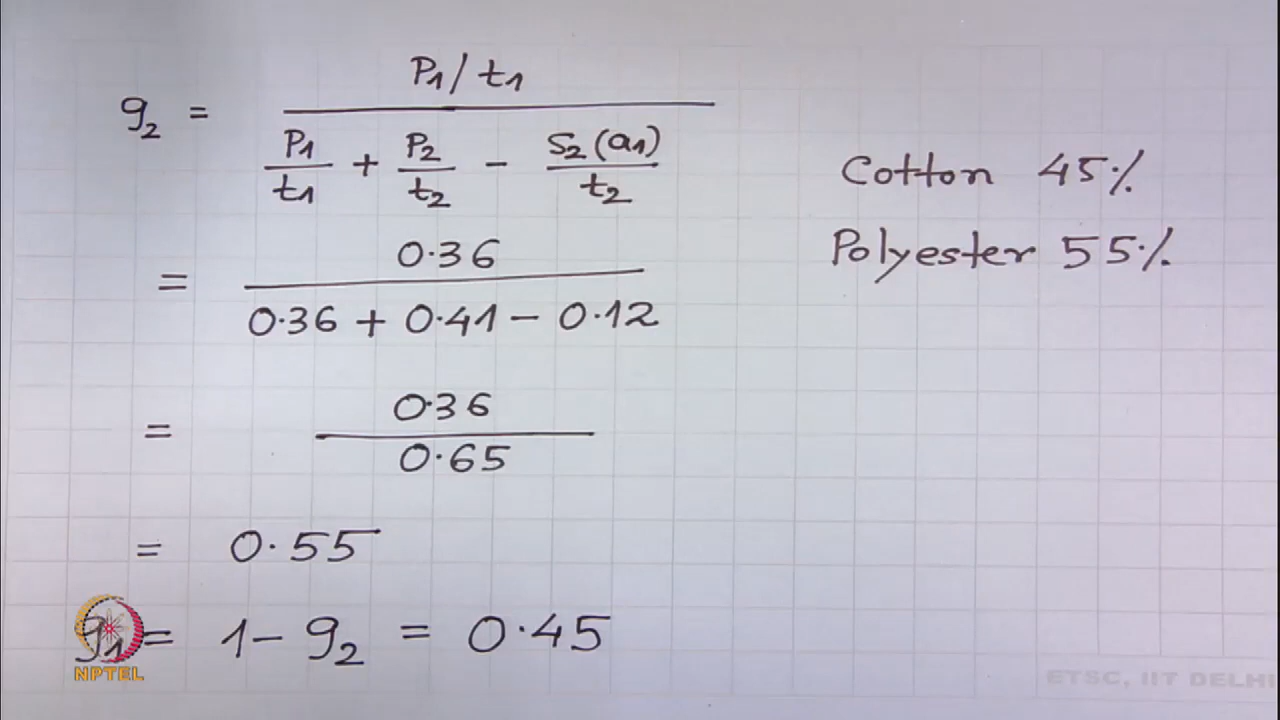 g₂ = P₁/t₁
P₁/t₁ + P₂/t₂ - S₂(a₁)/t₂
= 0.36
0.36 + 0.41 - 0.12
= 0.36
0.65
= 0.55
g₁ = 1 - g₂ = 0.45
Cotton 45%
Polyester 55%
NPTEL
ETSC, IIT DELHI